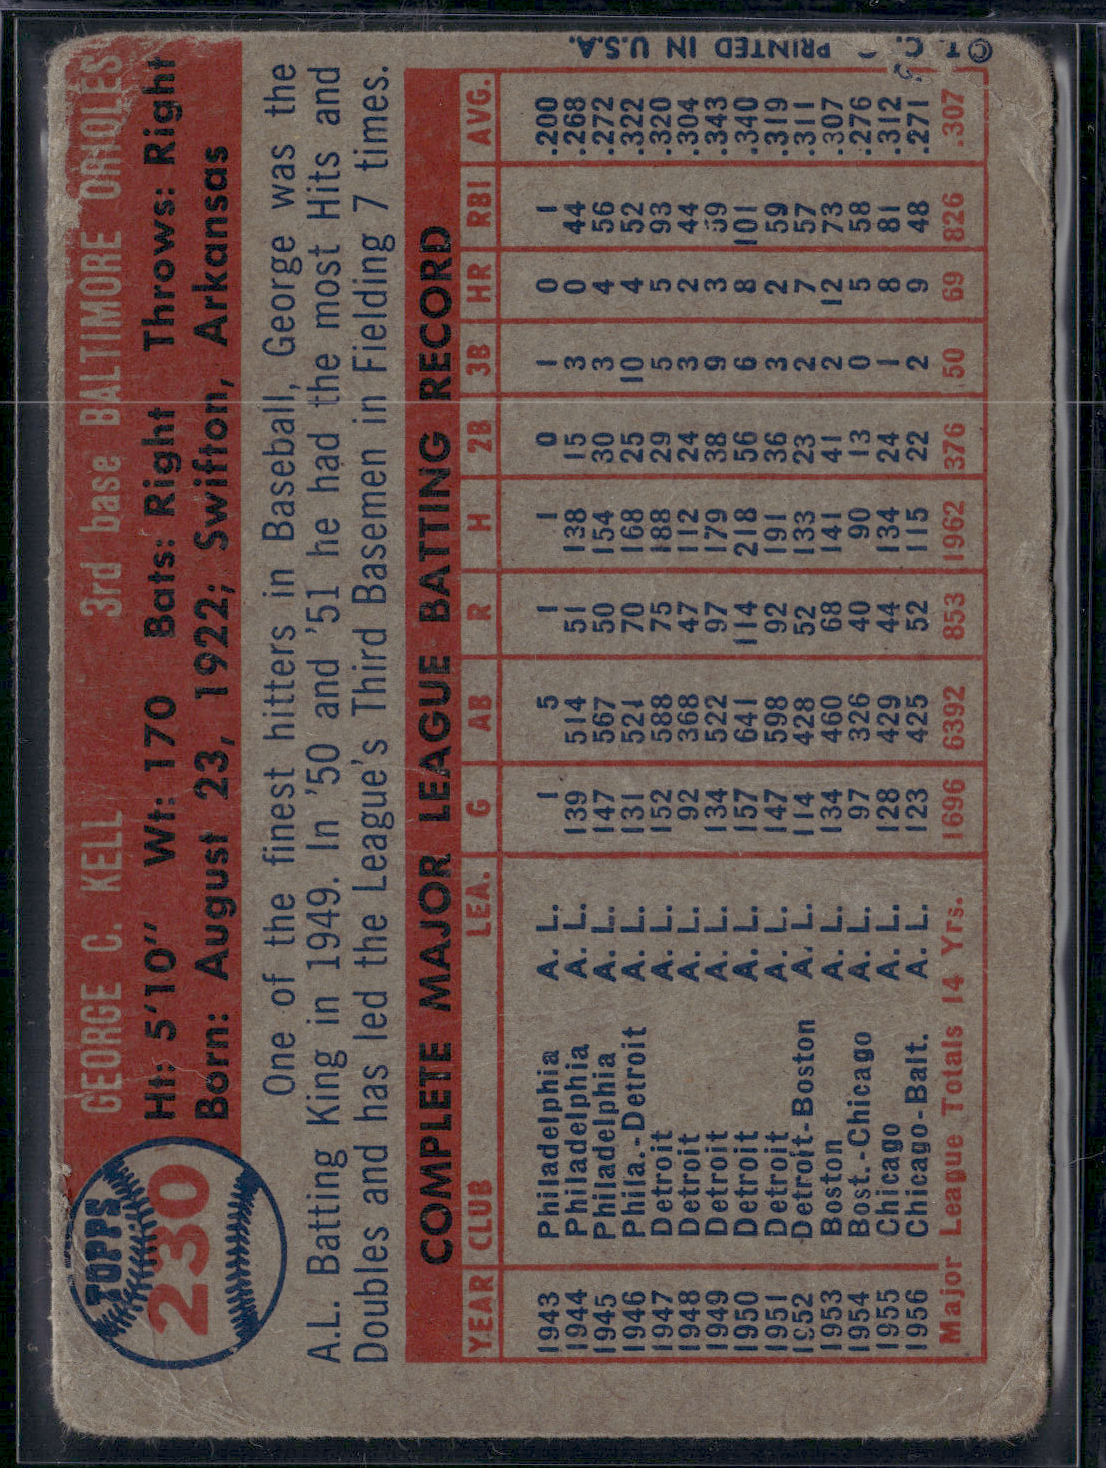 TOPPS
230
GEORGE C. KELL 3rd base BALTIMORE ORIOLES
Ht: 5'10" Wt: 170 Bats: Right Throws: Right
Born: August 23, 1922; Swifton, Arkansas
One of the finest hitters in Baseball, George was the
A.L. Batting King in 1949. In '50 and '51 he had the most Hits and
Doubles and has led the League's Third Basemen in Fielding 7 times.
COMPLETE MAJOR LEAGUE BATTING RECORD
YEAR CLUB LEA. G AB R H 2B 3B HR RBI AVG.
1943 Philadelphia A. L. 1 5 1 1 0 1 0 1 .200
1944 Philadelphia A. L. 139 514 51 138 15 3 0 44 .268
1945 Philadelphia A. L. 147 567 50 154 30 3 4 56 .272
1946 Phila.-Detroit A. L. 131 521 70 168 25 10 4 52 .322
1947 Detroit A. L. 152 588 75 188 29 5 5 93 .320
1948 Detroit A. L. 92 368 47 112 24 3 2 44 .304
1949 Detroit A. L. 134 522 97 179 38 9 3 59 .343
1950 Detroit A. L. 157 641 114 218 56 6 8 101 .340
1951 Detroit A. L. 147 598 92 191 36 3 2 59 .319
1952 Detroit-Boston A. L. 114 428 52 133 23 2 7 57 .311
1953 Boston A. L. 134 460 68 141 41 2 12 73 .307
1954 Bost.-Chicago A. L. 97 326 40 90 13 0 5 58 .276
1955 Chicago A. L. 128 429 44 134 24 1 8 81 .312
1956 Chicago-Balt. A. L. 123 425 52 115 22 2 9 48 .271
Major League Totals 14 Yrs. 1696 6392 853 1962 376 50 69 826 .307
© T. C. PRINTED IN U.S.A.